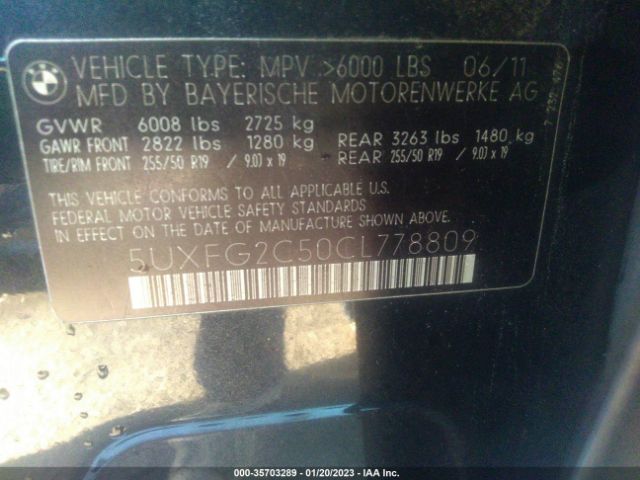 BMW
VEHICLE TYPE: MPV >6000 LBS 06/11
MFD BY BAYERISCHE MOTORENWERKE AG
GVWR 6008 lbs 2725 kg
GAWR FRONT 2822 lbs 1280 kg REAR 3263 lbs 1480 kg
TIRE/RIM FRONT 255/50 R19 / 9.0J x 19 REAR 255/50 R19 / 9.0J x 19
THIS VEHICLE CONFORMS TO ALL APPLICABLE U.S.
FEDERAL MOTOR VEHICLE SAFETY STANDARDS
IN EFFECT ON THE DATE OF MANUFACTURE SHOWN ABOVE.
5UXFG2C50CL778809
000-35703289 - 01/20/2023 - IAA Inc.